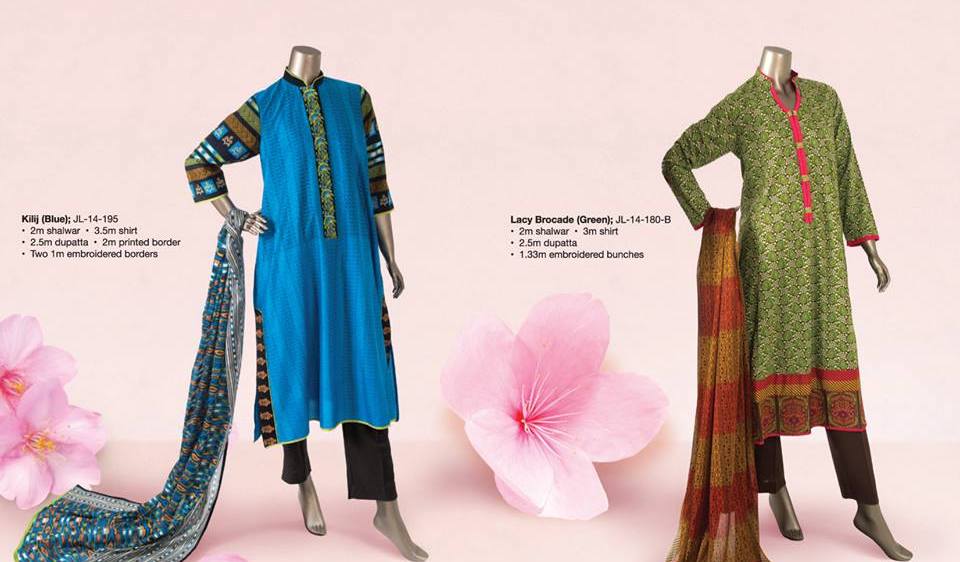 Kilij (Blue); JL-14-195
• 2m shalwar • 3.5m shirt
• 2.5m dupatta • 2m printed border
• Two 1m embroidered borders
Lacy Brocade (Green); JL-14-180-B
• 2m shalwar • 3m shirt
• 2.5m dupatta
• 1.33m embroidered bunches